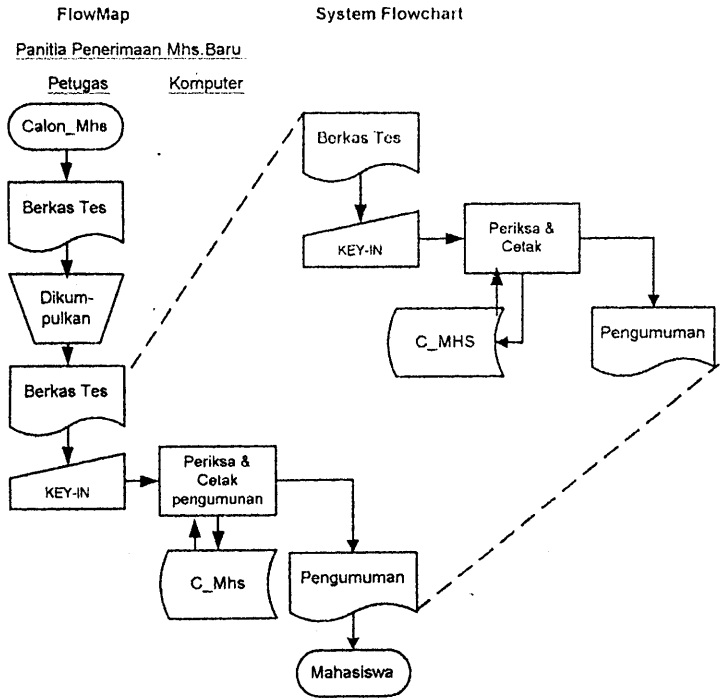 FlowMap
Panitia Penerimaan Mhs.Baru
Petugas
Komputer
Calon_Mhs
Berkas Tes
Dikum-
pulkan
Berkas Tes
KEY-IN
Periksa &
Cetak
pengumunan
C_Mhs
Pengumuman
Mahasiswa
System Flowchart
Berkas Tes
KEY-IN
Periksa &
Cetak
C_MHS
Pengumuman